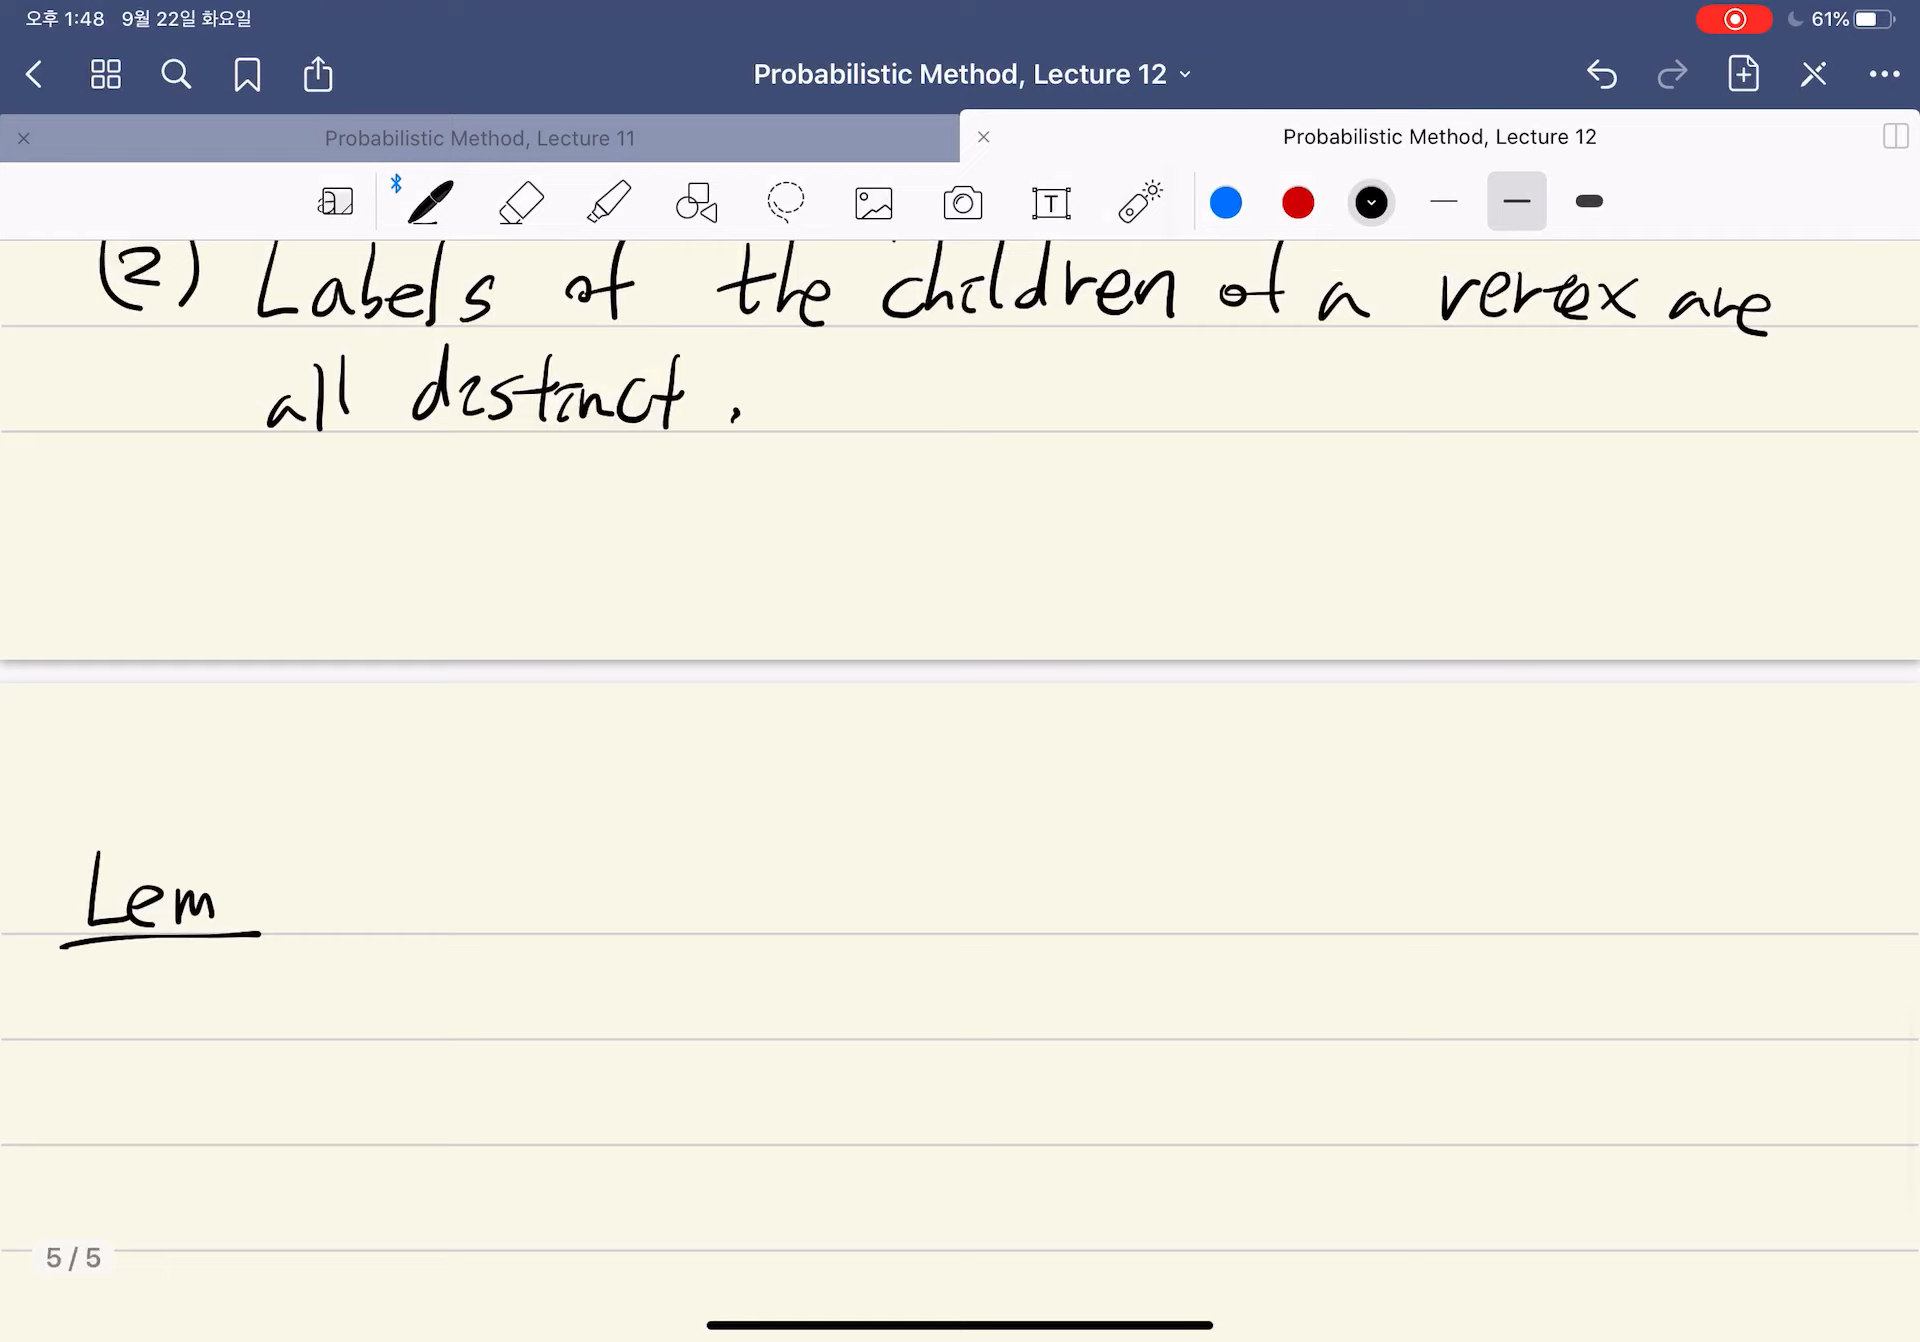 오후 1:48 9월 22일 화요일
61%
Probabilistic Method, Lecture 12
Probabilistic Method, Lecture 11
Probabilistic Method, Lecture 12
(2) Labels of the children of a vertex are
all distinct.
Lem
5 / 5